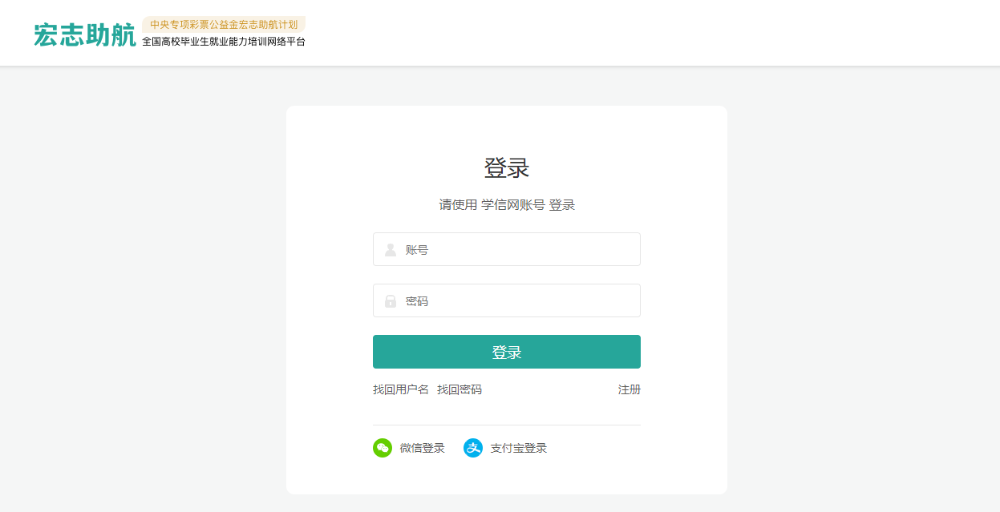 宏志助航
中央专项彩票公益金宏志助航计划
全国高校毕业生就业能力培训网络平台
登录
请使用 学信网账号 登录
账号
密码
登录
找回用户名 找回密码 注册
微信登录 支付宝登录